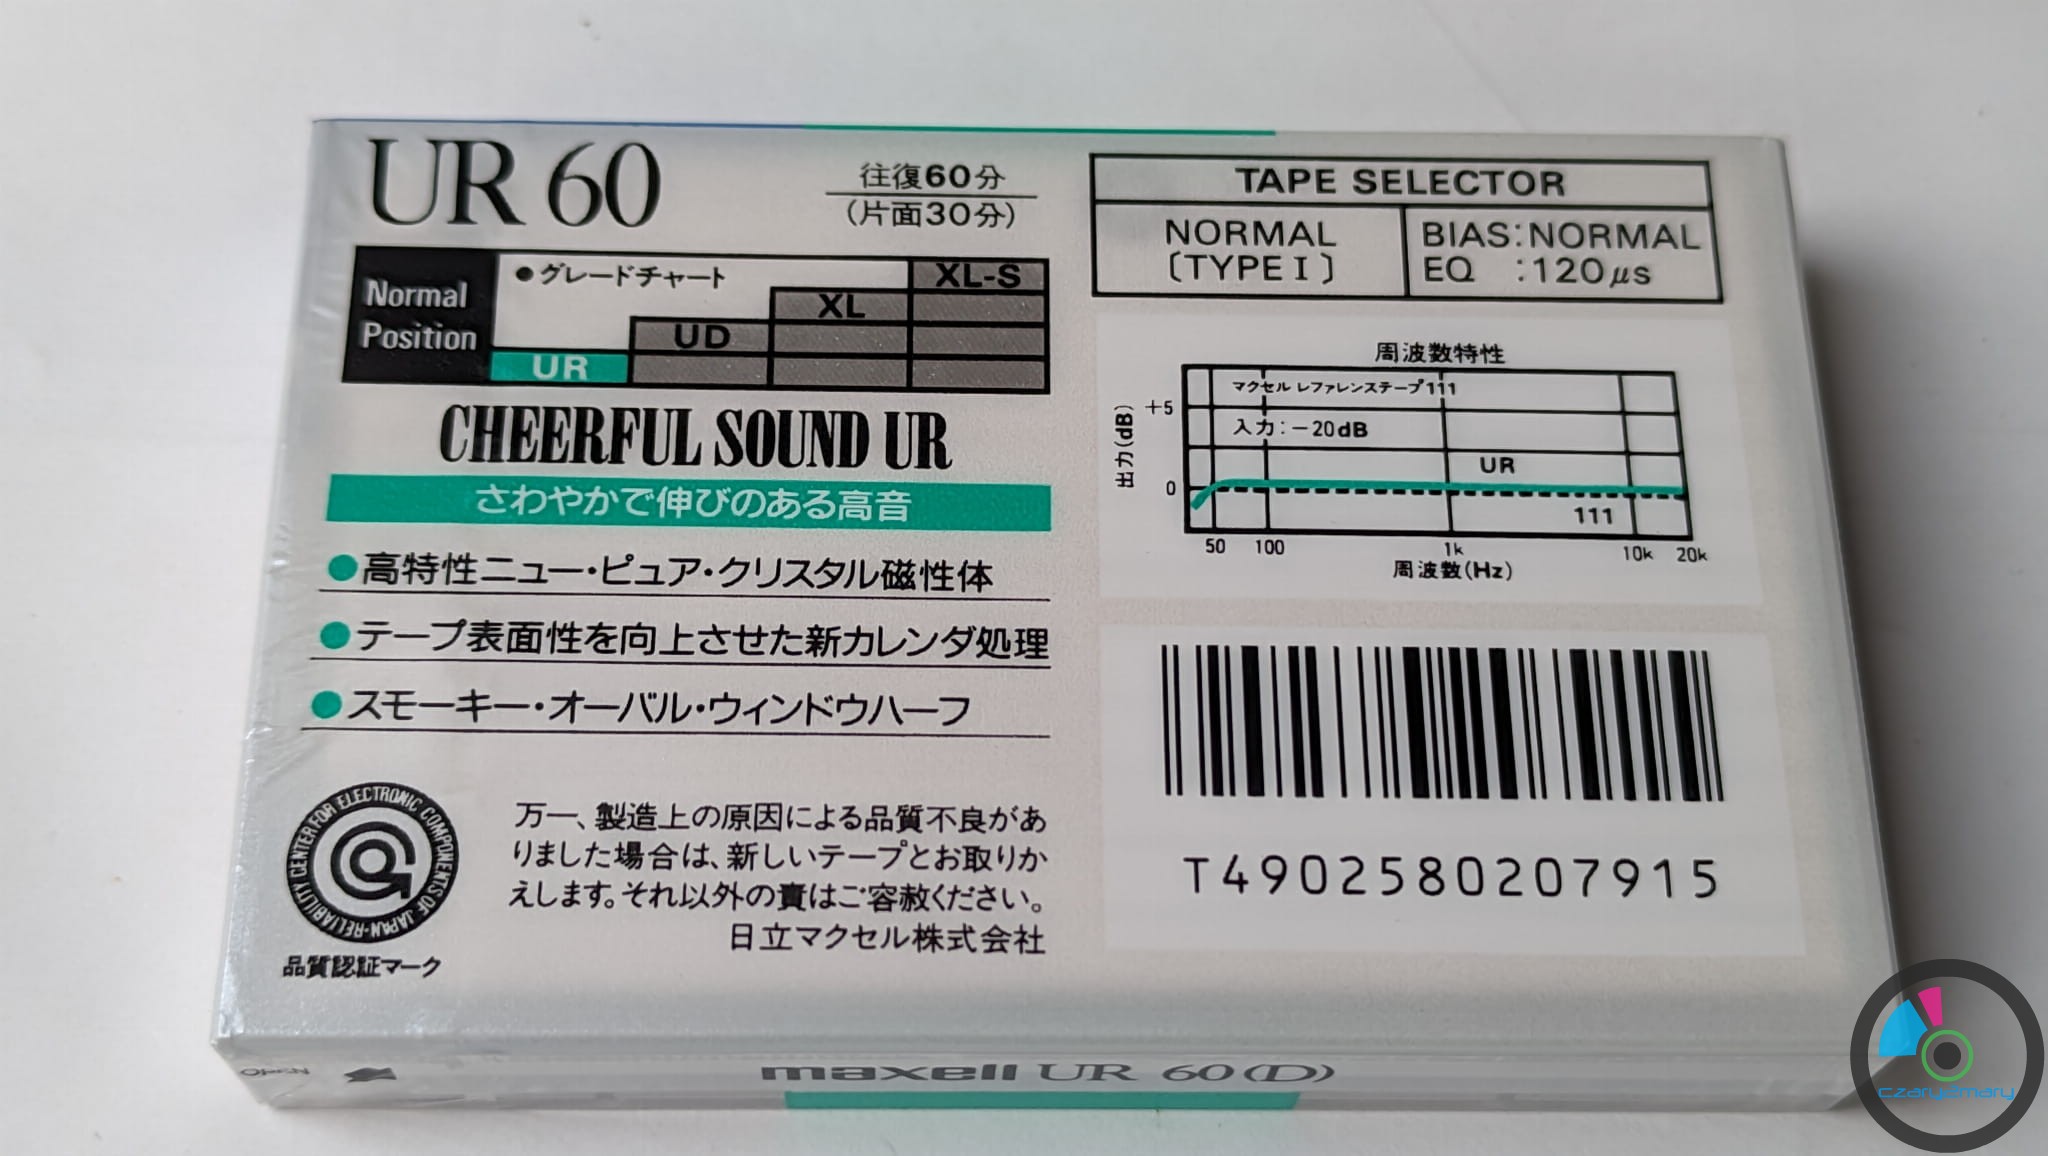 UR 60
往復60分
(片面30分)
Normal
Position
●グレードチャート
XL-S
XL
UD
UR
CHEERFUL SOUND UR
さわやかで伸びのある高音
●高特性ニュー・ピュア・クリスタル磁性体
●テープ表面性を向上させた新カレンダ処理
●スモーキー・オーバル・ウィンドウハーフ
RELIABILITY CENTER FOR ELECTRONIC COMPONENTS OF JAPAN
品質認証マーク
万一、製造上の原因による品質不良があ
りました場合は、新しいテープとお取りか
えします。それ以外の責はご容赦ください。
日立マクセル株式会社
TAPE SELECTOR
NORMAL
〔TYPE I〕
BIAS:NORMAL
EQ :120μs
周波数特性
マクセル レファレンステープ111
入力:-20dB
UR
111
出力(dB)
+5
0
50 100 1k 10k 20k
周波数(Hz)
T4902580207915
OPEN
maxell UR 60(D)
czaryi2mary